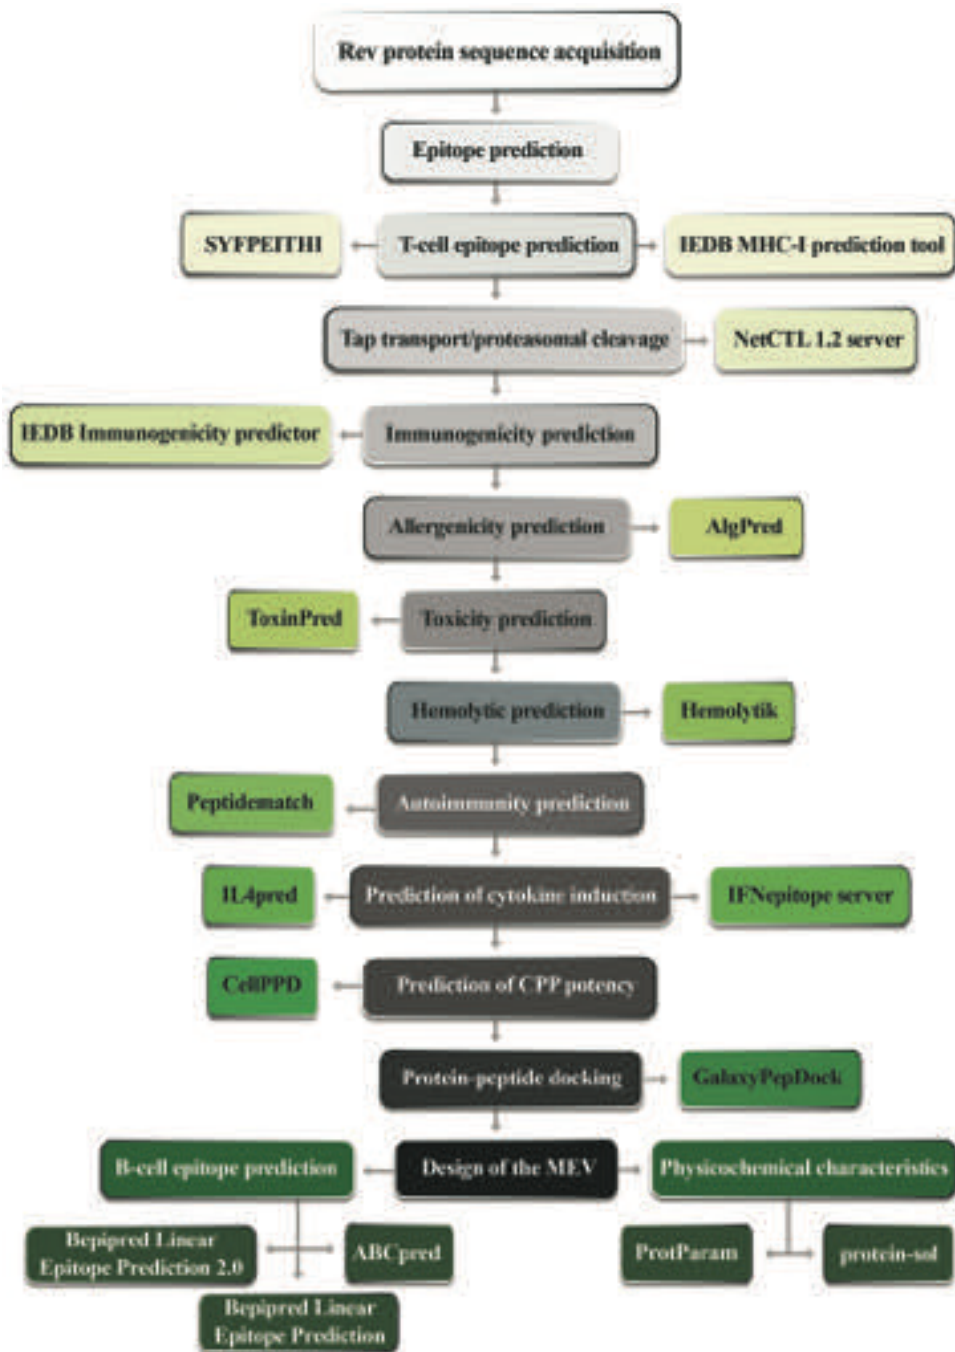 Rev protein sequence acquisition
Epitope prediction
SYFPEITHI
T-cell epitope prediction
IEDB MHC-I prediction tool
Tap transport/proteasomal cleavage
NetCTL 1.2 server
IEDB Immunogenicity predictor
Immunogenicity prediction
Allergenicity prediction
AlgPred
ToxinPred
Toxicity prediction
Hemolytic prediction
Hemolytik
Peptidematch
Autoimmunity prediction
IL4pred
Prediction of cytokine induction
IFNepitope server
CellPPD
Prediction of CPP potency
Protein-peptide docking
GalaxyPepDock
B-cell epitope prediction
Design of the MEV
Physicochemical characteristics
Bepipred Linear
Epitope Prediction 2.0
ABCpred
ProtParam
protein-sol
Bepipred Linear
Epitope Prediction